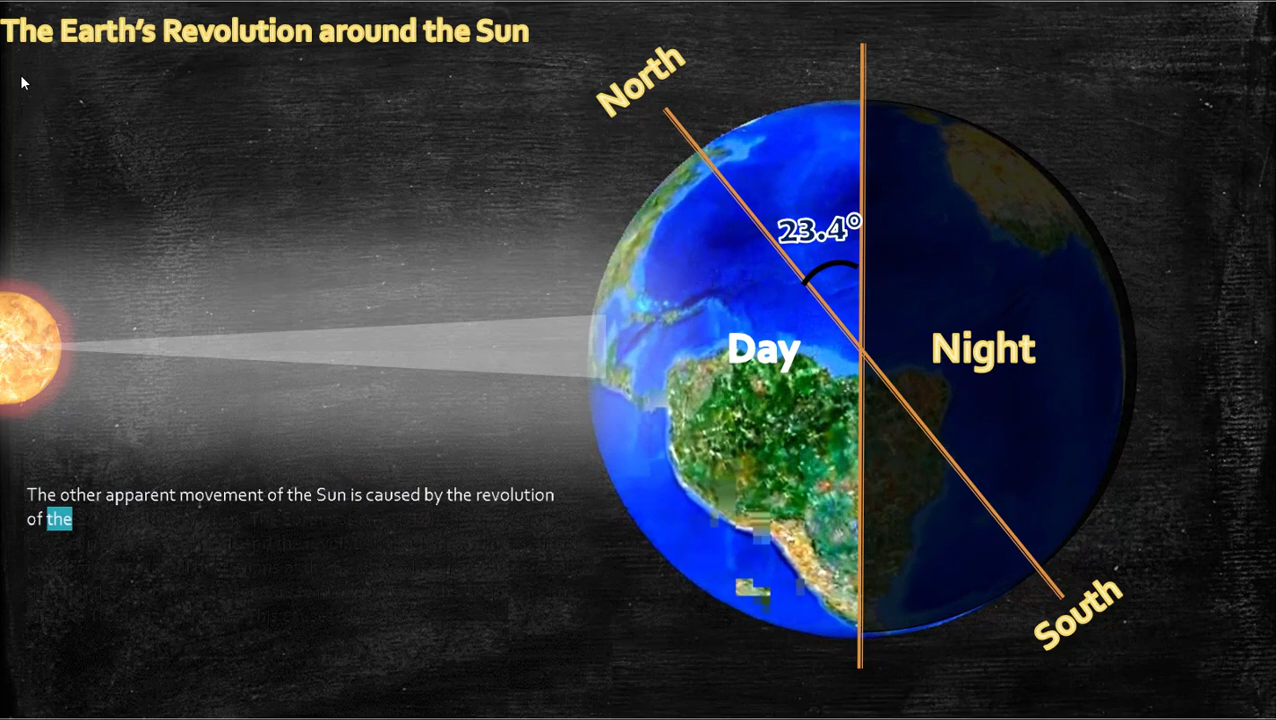 The Earth's Revolution around the Sun
North
23.4°
Day
Night
The other apparent movement of the Sun is caused by the revolution
of the
South